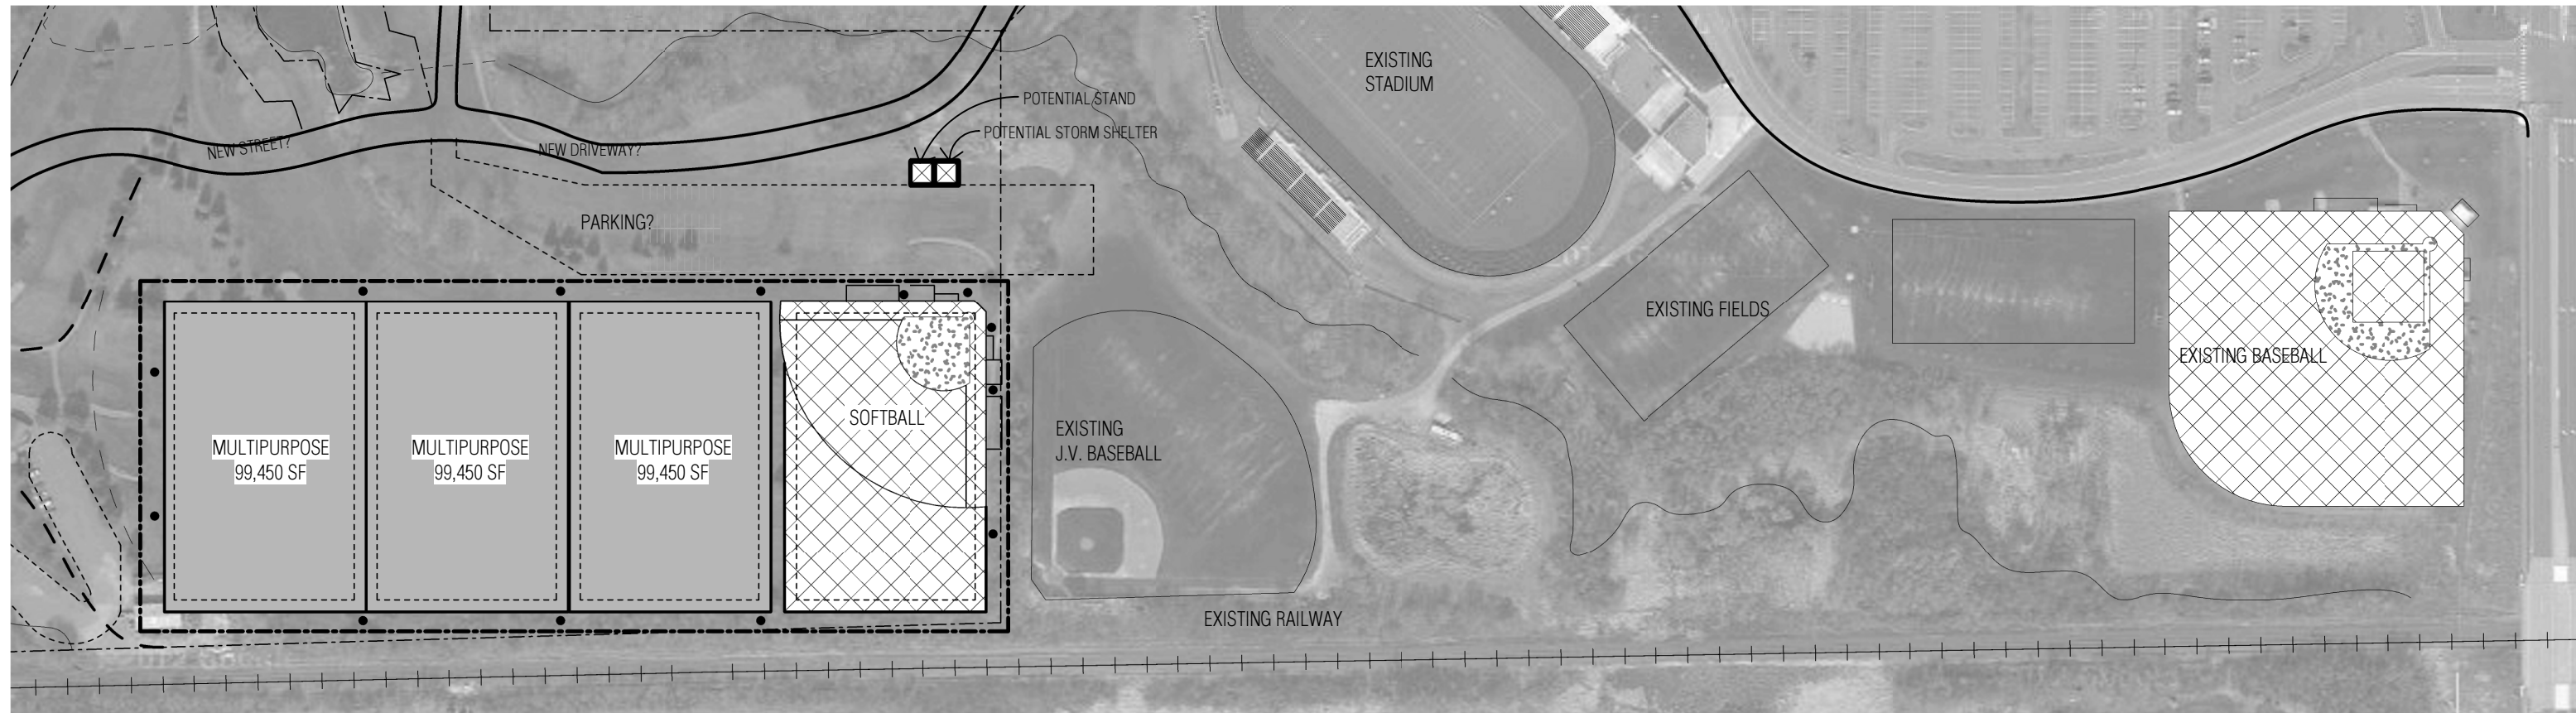 EXISTING
STADIUM
POTENTIAL STAND
POTENTIAL STORM SHELTER
NEW STREET?
NEW DRIVEWAY?
PARKING?
EXISTING FIELDS
EXISTING BASEBALL
SOFTBALL
EXISTING
J.V. BASEBALL
MULTIPURPOSE
99,450 SF
MULTIPURPOSE
99,450 SF
MULTIPURPOSE
99,450 SF
EXISTING RAILWAY